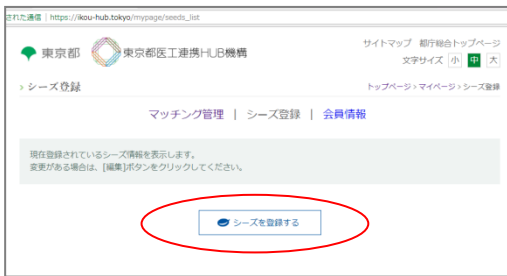 された通信 | https://ikou-hub.tokyo/mypage/seeds_list
東京都 東京都医工連携HUB機構
サイトマップ 都庁総合トップページ
文字サイズ 小 中 大
› シーズ登録
トップページ › マイページ › シーズ登録
マッチング管理 | シーズ登録 | 会員情報
現在登録されているシーズ情報を表示します。
変更がある場合は、[編集]ボタンをクリックしてください。
シーズを登録する